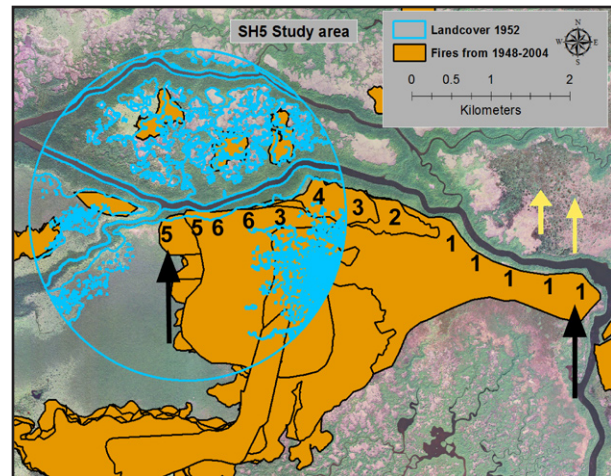 SH5 Study area
Landcover 1952
Fires from 1948-2004
N
W E
S
0 0.5 1 2
Kilometers
5 5 6 6 3 4 3 2 1
1
1
1
1